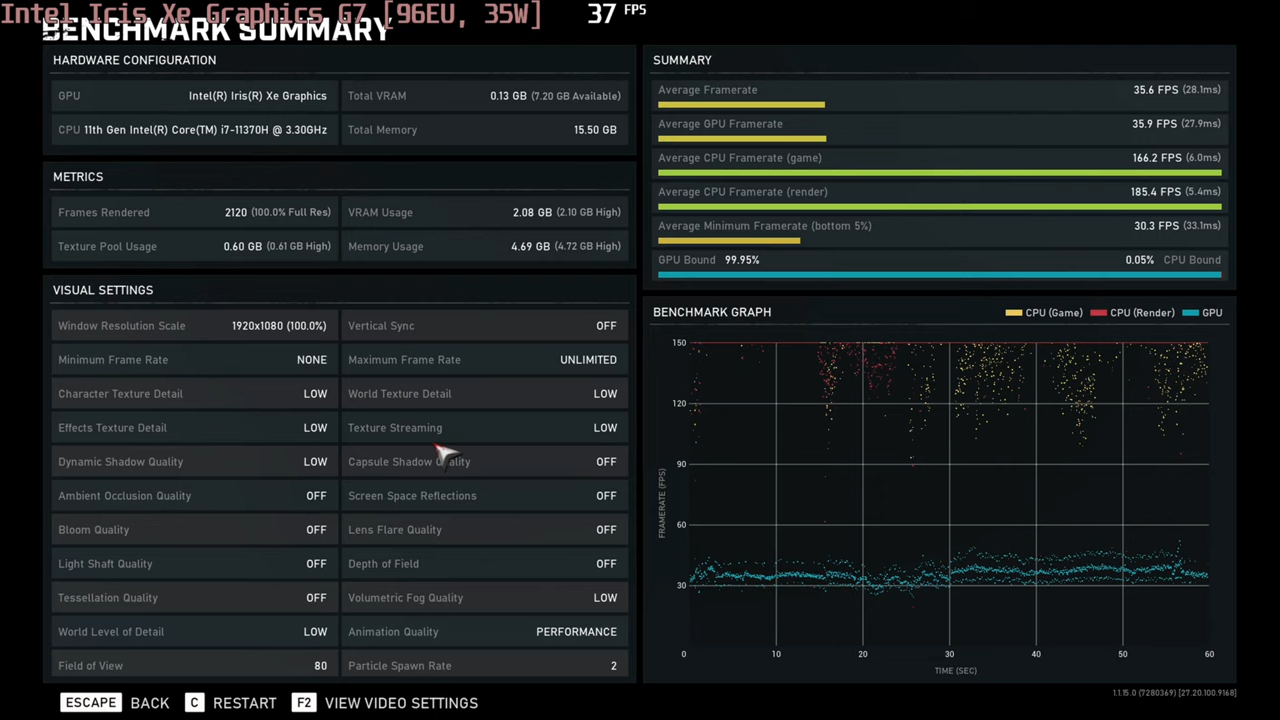 Intel Iris Xe Graphics G7 [96EU, 35W] 37 FPS
BENCHMARK SUMMARY
HARDWARE CONFIGURATION
GPU Intel(R) Iris(R) Xe Graphics Total VRAM 0.13 GB (7.20 GB Available)
CPU 11th Gen Intel(R) Core(TM) i7-11370H @ 3.30GHz Total Memory 15.50 GB
METRICS
Frames Rendered 2120 (100.0% Full Res) VRAM Usage 2.08 GB (2.10 GB High)
Texture Pool Usage 0.60 GB (0.61 GB High) Memory Usage 4.69 GB (4.72 GB High)
VISUAL SETTINGS
Window Resolution Scale 1920x1080 (100.0%) Vertical Sync OFF
Minimum Frame Rate NONE Maximum Frame Rate UNLIMITED
Character Texture Detail LOW World Texture Detail LOW
Effects Texture Detail LOW Texture Streaming LOW
Dynamic Shadow Quality LOW Capsule Shadow Quality OFF
Ambient Occlusion Quality OFF Screen Space Reflections OFF
Bloom Quality OFF Lens Flare Quality OFF
Light Shaft Quality OFF Depth of Field OFF
Tessellation Quality OFF Volumetric Fog Quality LOW
World Level of Detail LOW Animation Quality PERFORMANCE
Field of View 80 Particle Spawn Rate 2
SUMMARY
Average Framerate 35.6 FPS (28.1ms)
Average GPU Framerate 35.9 FPS (27.9ms)
Average CPU Framerate (game) 166.2 FPS (6.0ms)
Average CPU Framerate (render) 185.4 FPS (5.4ms)
Average Minimum Framerate (bottom 5%) 30.3 FPS (33.1ms)
GPU Bound 99.95% 0.05% CPU Bound
BENCHMARK GRAPH CPU (Game) CPU (Render) GPU
150
120
90
60
30
FRAMERATE (FPS)
0 10 20 30 40 50 60
TIME (SEC)
ESCAPE BACK C RESTART F2 VIEW VIDEO SETTINGS
1.1.15.0 (7280369) [27.20.100.9168]